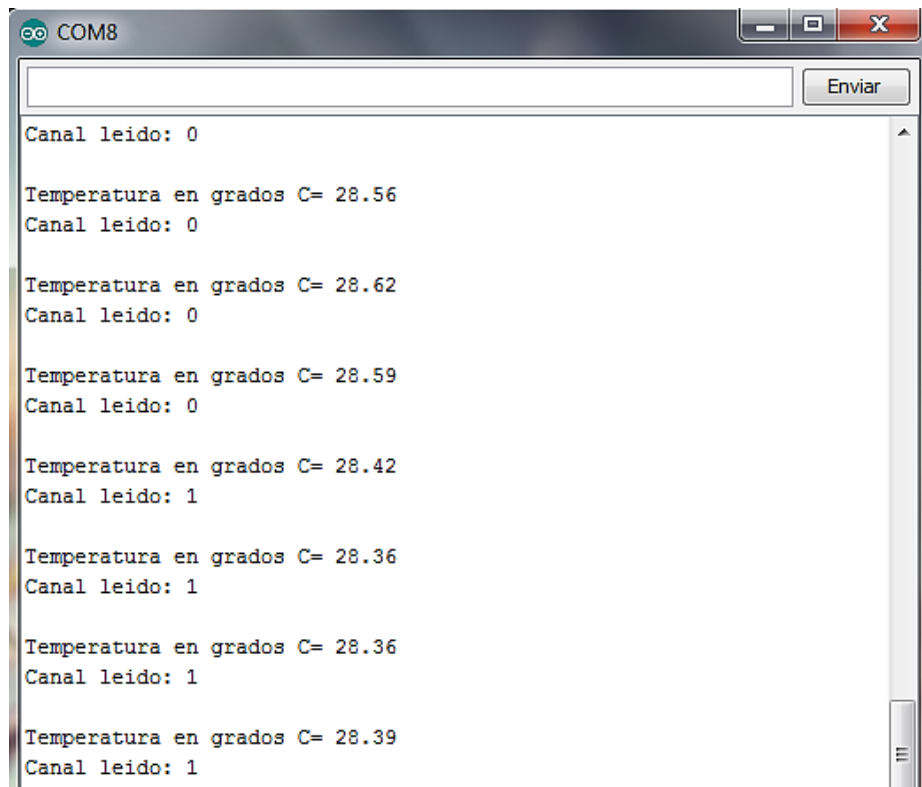 COM8
Enviar
Canal leido: 0
Temperatura en grados C= 28.56
Canal leido: 0
Temperatura en grados C= 28.62
Canal leido: 0
Temperatura en grados C= 28.59
Canal leido: 0
Temperatura en grados C= 28.42
Canal leido: 1
Temperatura en grados C= 28.36
Canal leido: 1
Temperatura en grados C= 28.36
Canal leido: 1
Temperatura en grados C= 28.39
Canal leido: 1